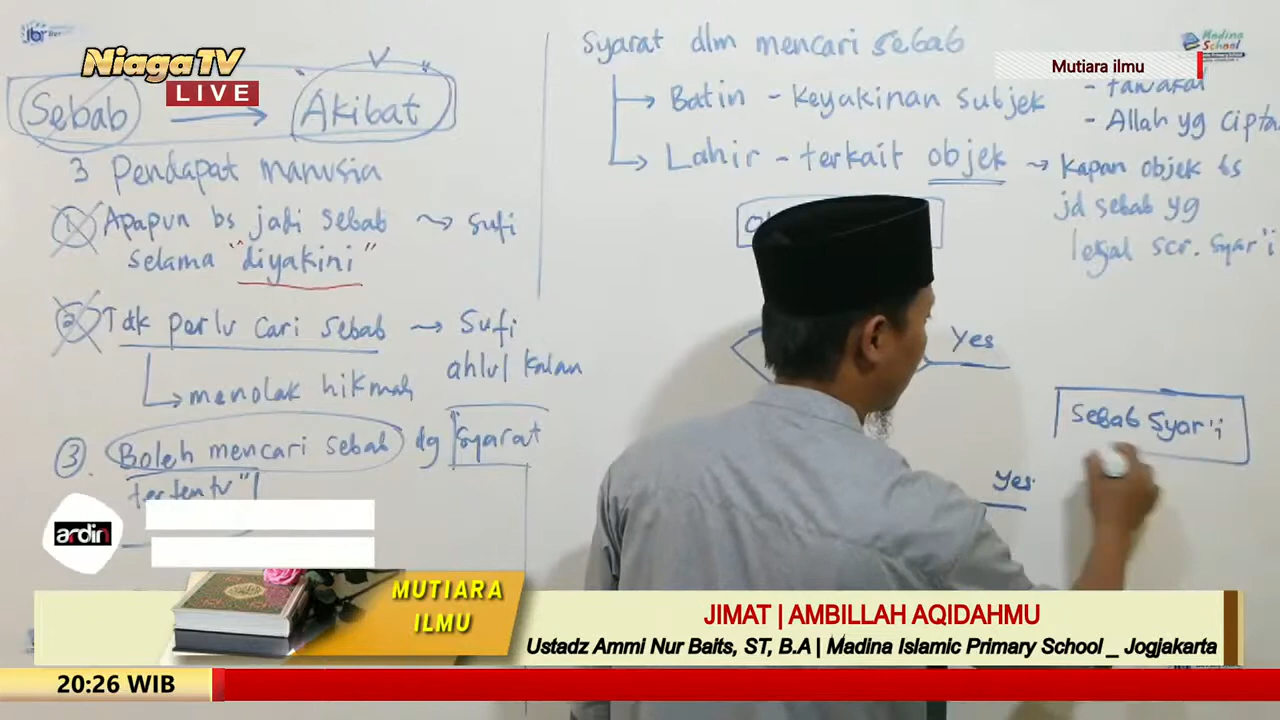 NiagaTV
LIVE
Sebab → Akibat
3 Pendapat manusia
1. Apapun bs jadi sebab ~> Sufi
selama "diyakini"
2. Tdk perlu cari sebab ~> Sufi
ahlul kalam
menolak hikmah
3. Boleh mencari sebab dg Syarat
tertentu"
Syarat dlm mencari sebab
Batin - Keyakinan Subjek
- tawakal
- Allah yg cipta
Lahir - terkait objek ~> Kapan objek bs
jd sebab yg
legal scr. Syar'i
Yes
Sebab Syar'i
Yes
Madina
School
Mutiara ilmu
ardin
MUTIARA
ILMU
JIMAT | AMBILLAH AQIDAHMU
Ustadz Ammi Nur Baits, ST, B.A | Madina Islamic Primary School _ Jogjakarta
20:26 WIB